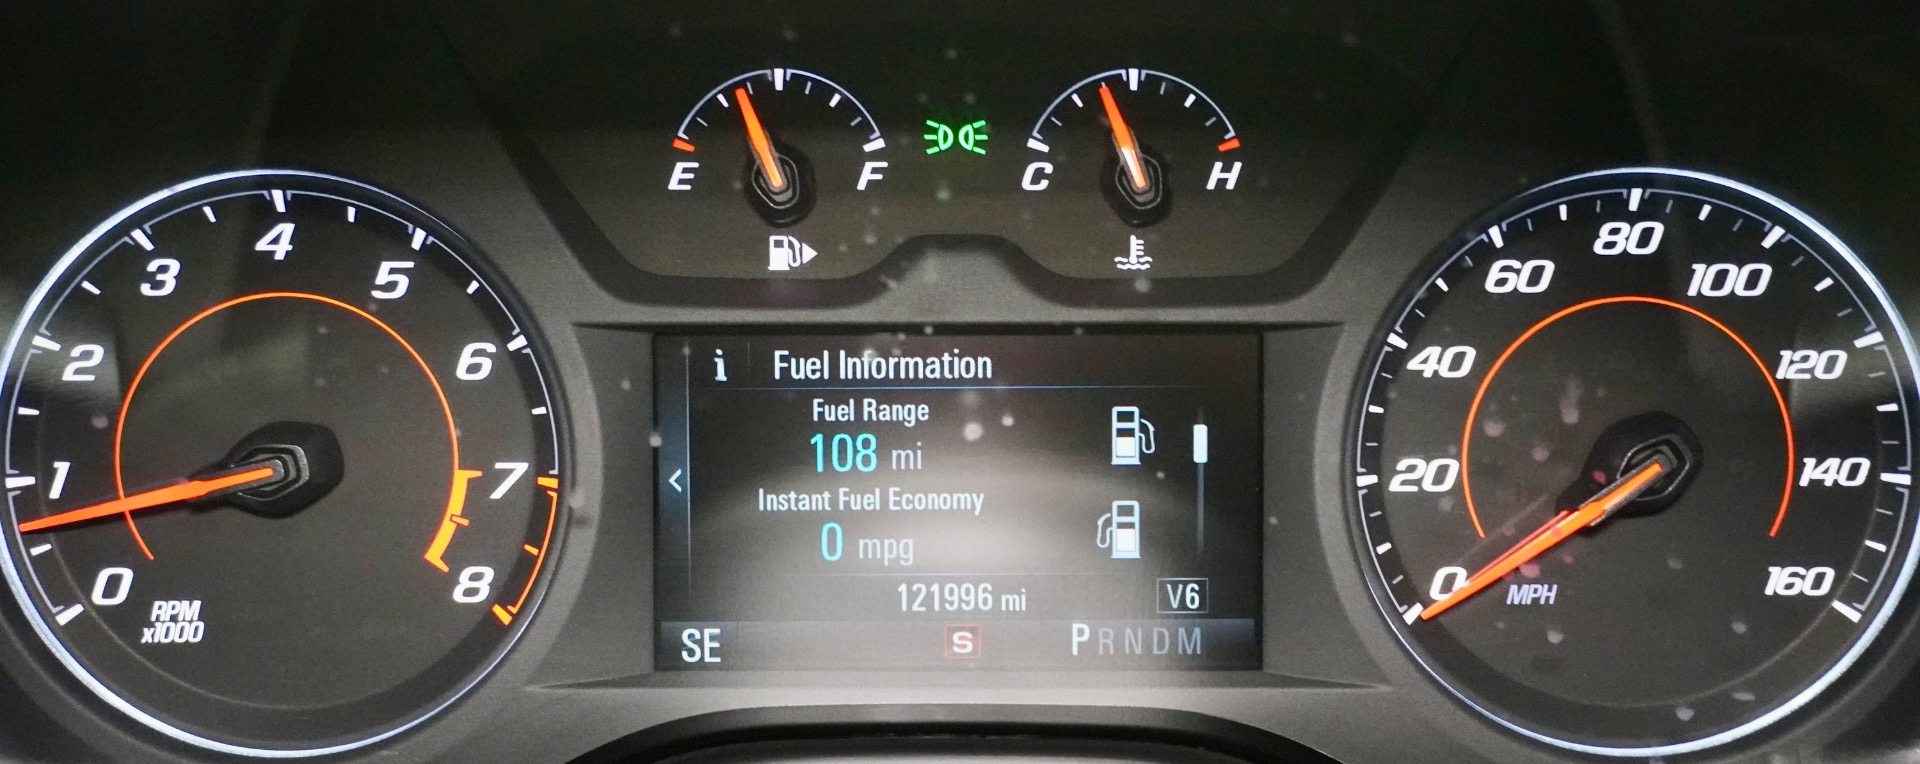 E F C H
0 1 2 3 4 5 6 7 8
RPM
x1000
i Fuel Information
Fuel Range
108 mi
Instant Fuel Economy
0 mpg
121996 mi V6
SE S PRNDM
0 20 40 60 80 100 120 140 160
MPH